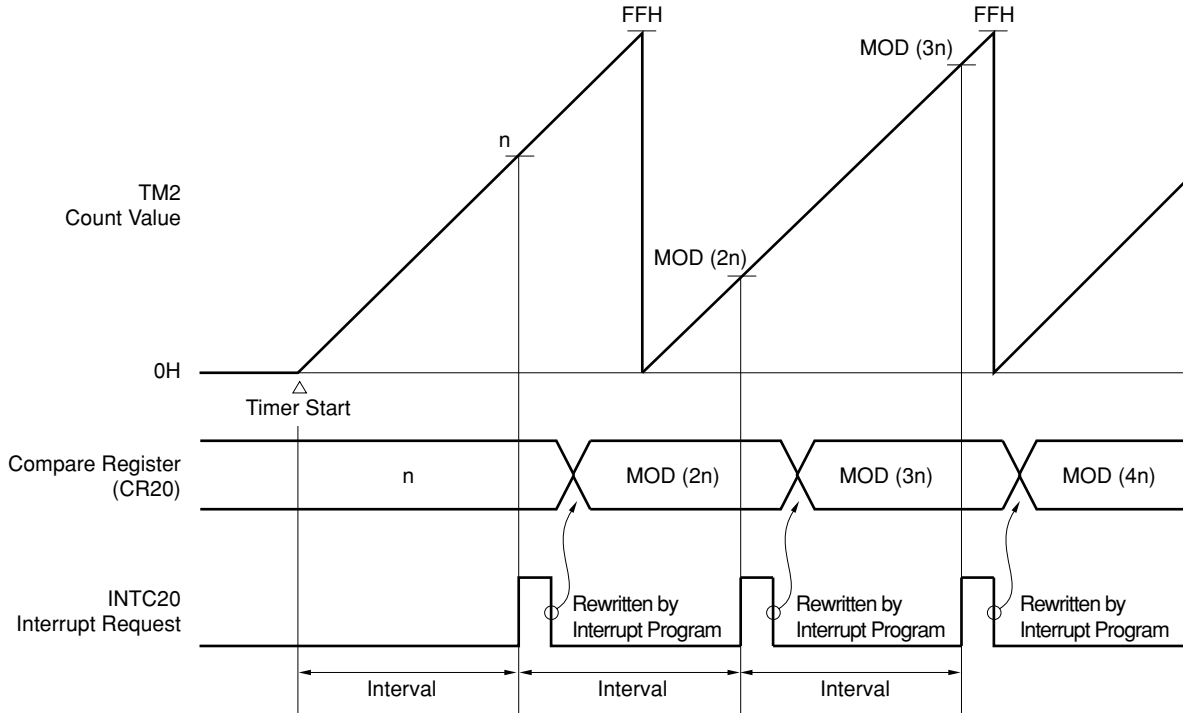 FFH
FFH
MOD (3n)
n
TM2
Count Value
MOD (2n)
0H
Timer Start
Compare Register
(CR20)
n
MOD (2n)
MOD (3n)
MOD (4n)
INTC20
Interrupt Request
Rewritten by
Interrupt Program
Rewritten by
Interrupt Program
Rewritten by
Interrupt Program
Interval
Interval
Interval